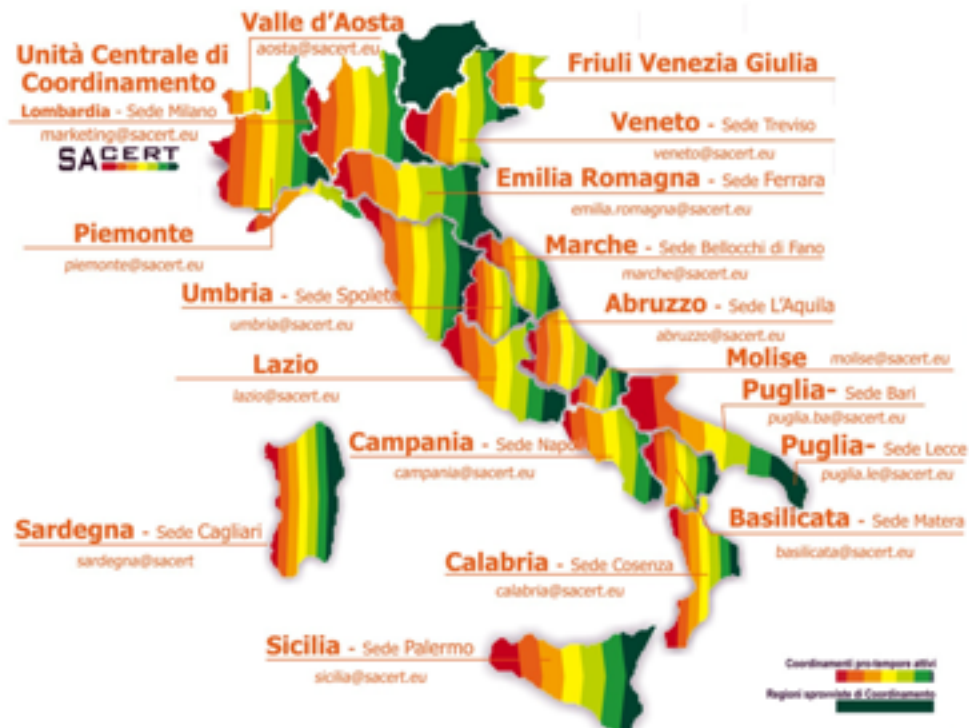 Valle d'Aosta
aosta@sacert.eu
Unità Centrale di
Coordinamento
Lombardia - Sede Milano
marketing@sacert.eu
SACERT
Friuli Venezia Giulia
Veneto - Sede Treviso
veneto@sacert.eu
Emilia Romagna - Sede Ferrara
emilia.romagna@sacert.eu
Piemonte
piemonte@sacert.eu
Marche - Sede Bellocchi di Fano
marche@sacert.eu
Umbria - Sede Spoleto
umbria@sacert.eu
Abruzzo - Sede L'Aquila
abruzzo@sacert.eu
Molise molise@sacert.eu
Lazio
lazio@sacert.eu
Puglia- Sede Bari
puglia.ba@sacert.eu
Campania - Sede Napoli
campania@sacert.eu
Puglia- Sede Lecce
puglia.le@sacert.eu
Sardegna - Sede Cagliari
sardegna@sacert
Basilicata - Sede Matera
basilicata@sacert.eu
Calabria - Sede Cosenza
calabria@sacert.eu
Sicilia - Sede Palermo
sicilia@sacert.eu
Coordinamenti pro-tempore attivi
Regioni sprovviste di Coordinamento